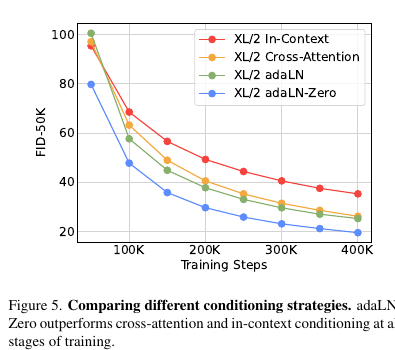 100
80
60
40
20
FID-50K
XL/2 In-Context
XL/2 Cross-Attention
XL/2 adaLN
XL/2 adaLN-Zero
100K 200K 300K 400K
Training Steps
Figure 5. Comparing different conditioning strategies. adaLN
Zero outperforms cross-attention and in-context conditioning at
stages of training.